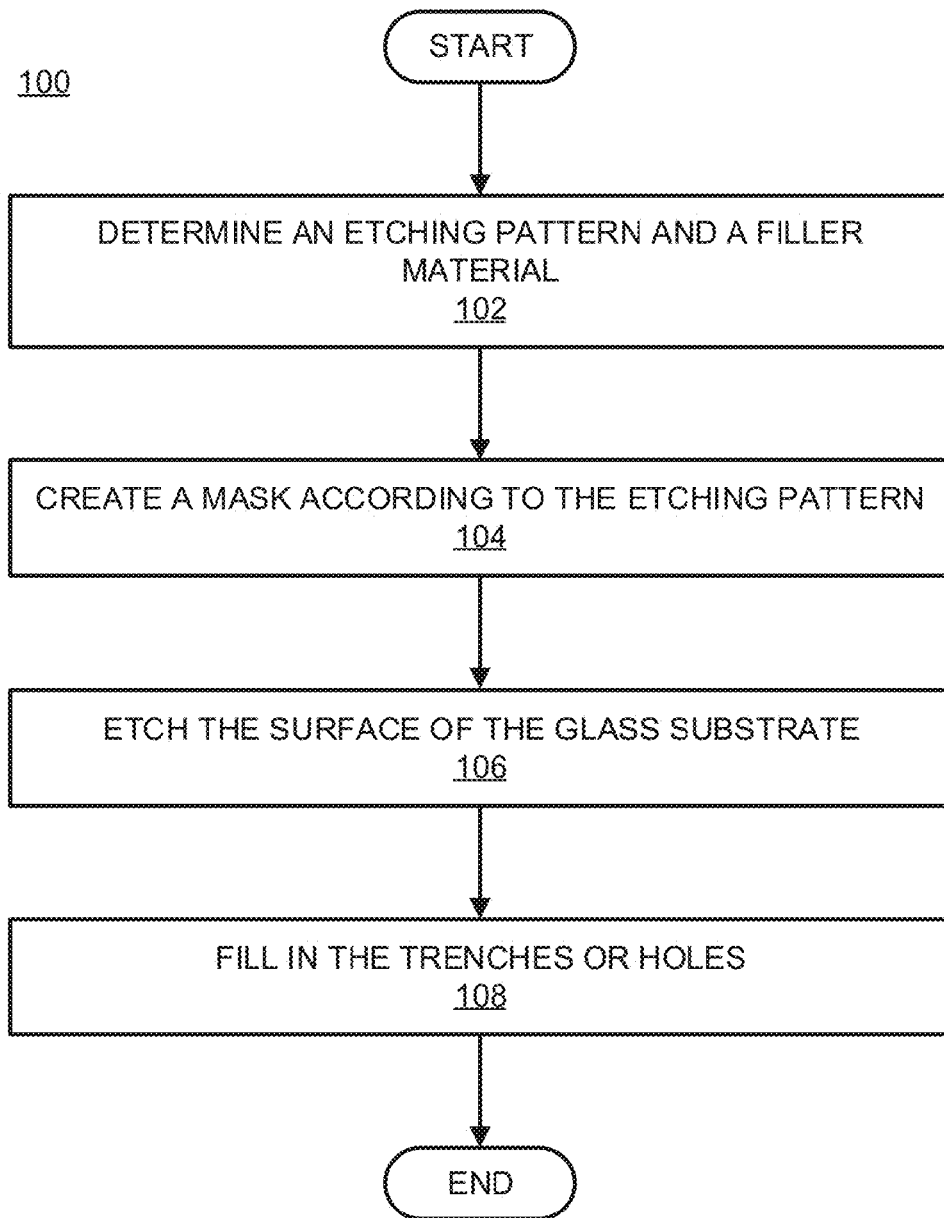 START
100
DETERMINE AN ETCHING PATTERN AND A FILLER
MATERIAL
102
CREATE A MASK ACCORDING TO THE ETCHING PATTERN
104
ETCH THE SURFACE OF THE GLASS SUBSTRATE
106
FILL IN THE TRENCHES OR HOLES
108
END